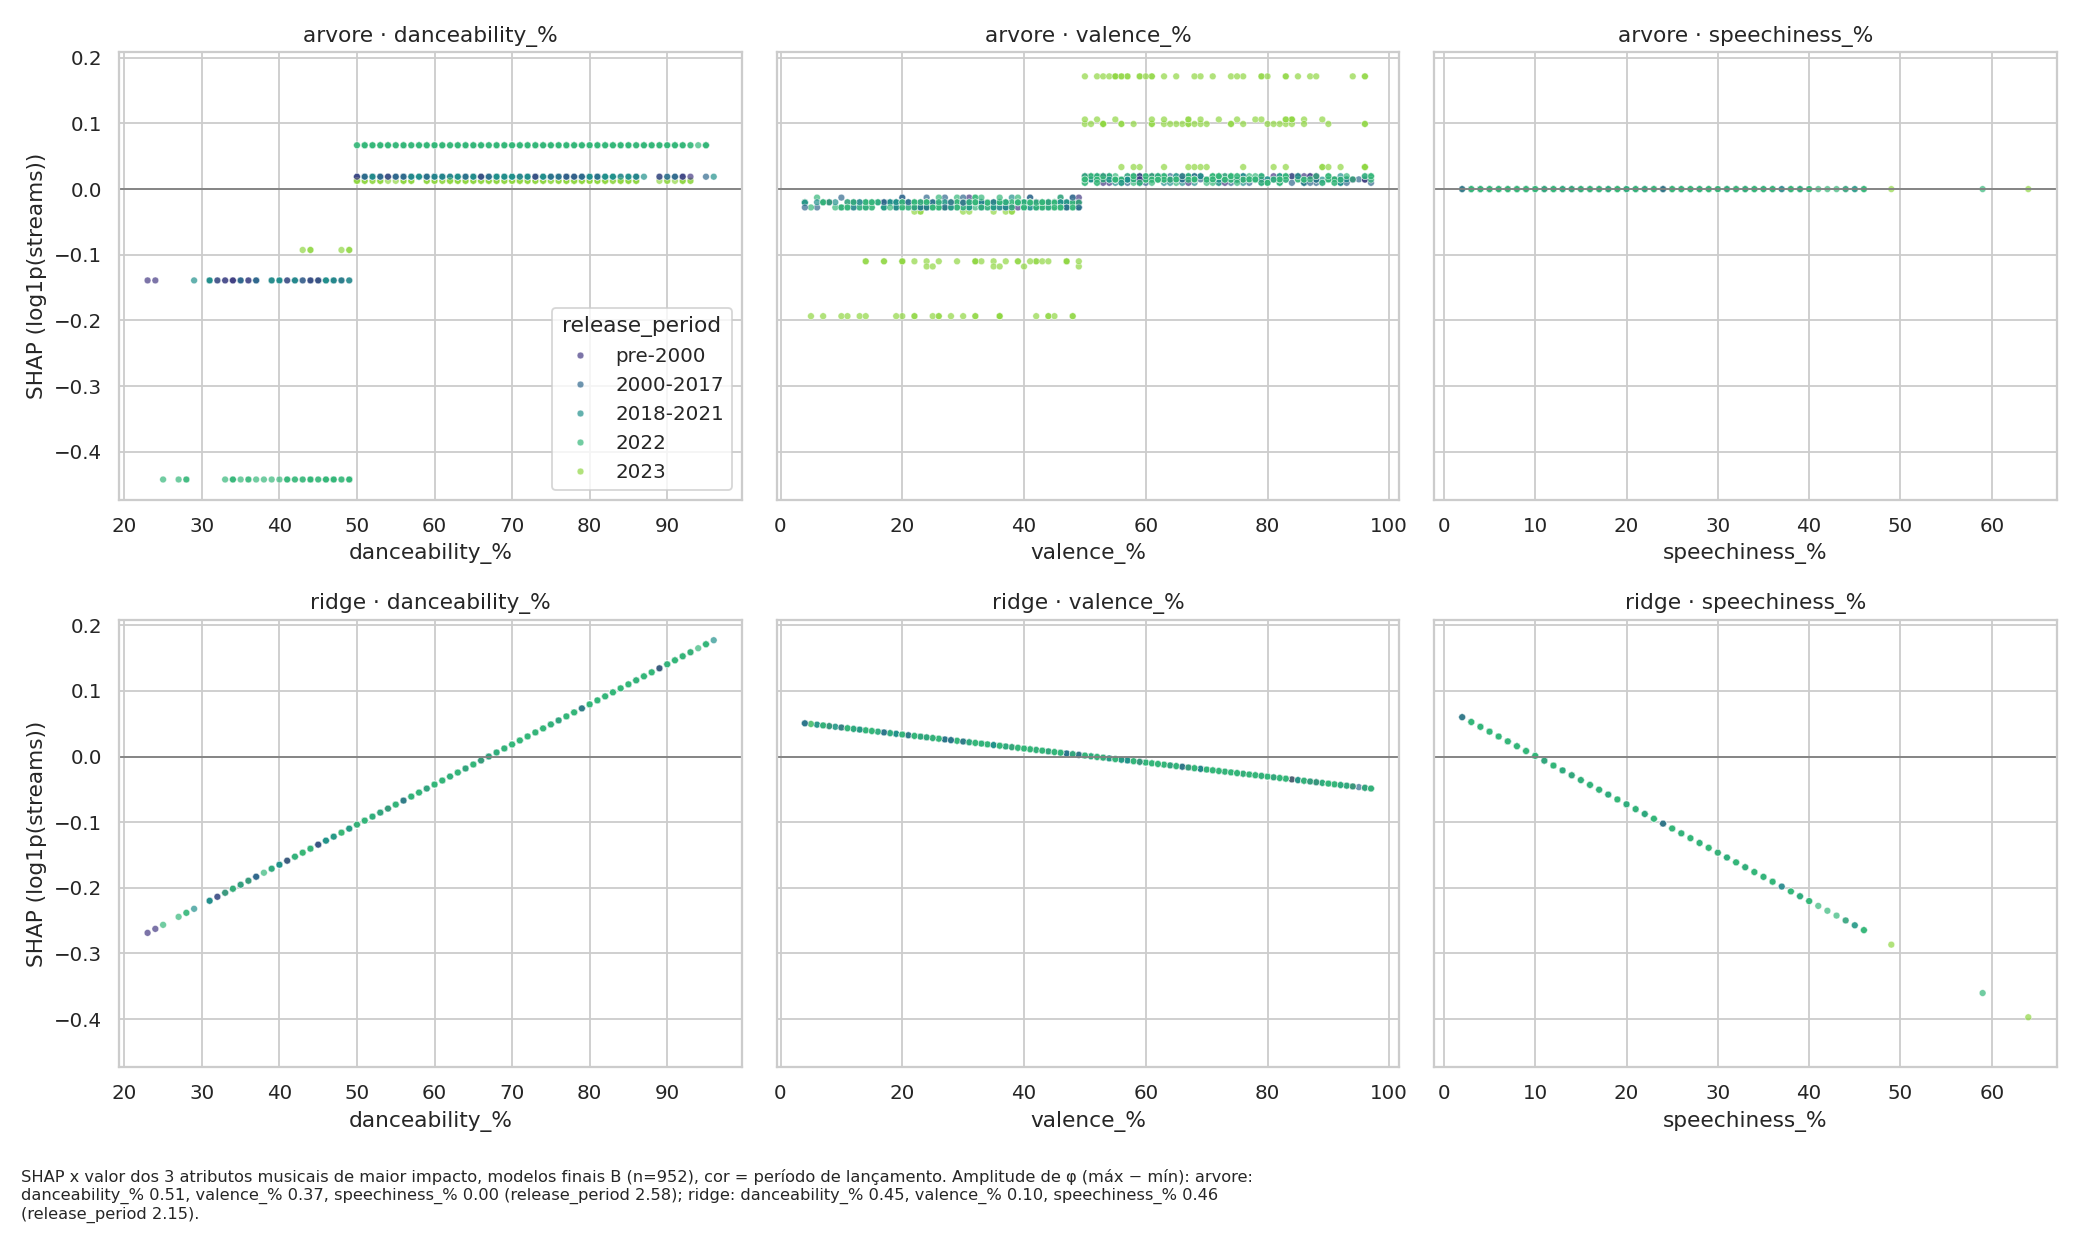 arvore · danceability_%
arvore · valence_%
arvore · speechiness_%
SHAP (log1p(streams))
0.2
0.1
0.0
−0.1
−0.2
−0.3
−0.4
release_period
pre-2000
2000-2017
2018-2021
2022
2023
20 30 40 50 60 70 80 90
0 20 40 60 80 100
0 10 20 30 40 50 60
danceability_%
valence_%
speechiness_%
ridge · danceability_%
ridge · valence_%
ridge · speechiness_%
SHAP (log1p(streams))
0.2
0.1
0.0
−0.1
−0.2
−0.3
−0.4
20 30 40 50 60 70 80 90
0 20 40 60 80 100
0 10 20 30 40 50 60
danceability_%
valence_%
speechiness_%
SHAP x valor dos 3 atributos musicais de maior impacto, modelos finais B (n=952), cor = período de lançamento. Amplitude de φ (máx − mín): arvore:
danceability_% 0.51, valence_% 0.37, speechiness_% 0.00 (release_period 2.58); ridge: danceability_% 0.45, valence_% 0.10, speechiness_% 0.46
(release_period 2.15).